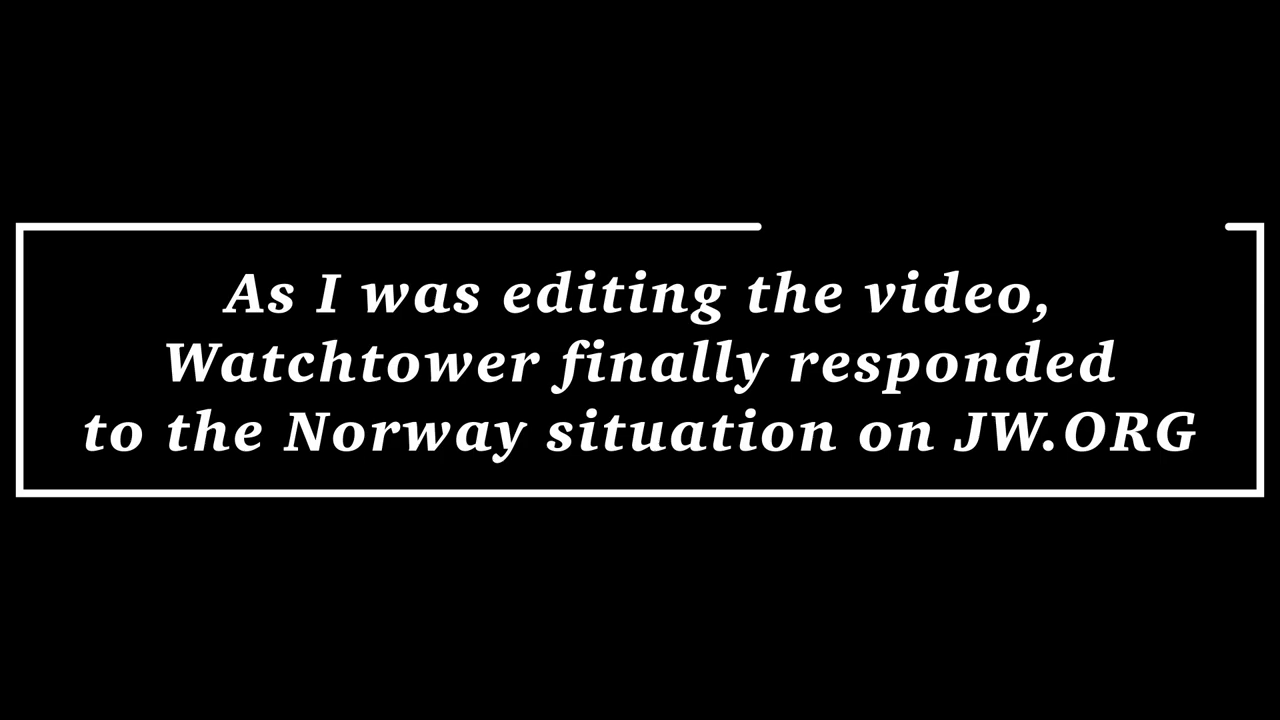 As I was editing the video,
Watchtower finally responded
to the Norway situation on JW.ORG